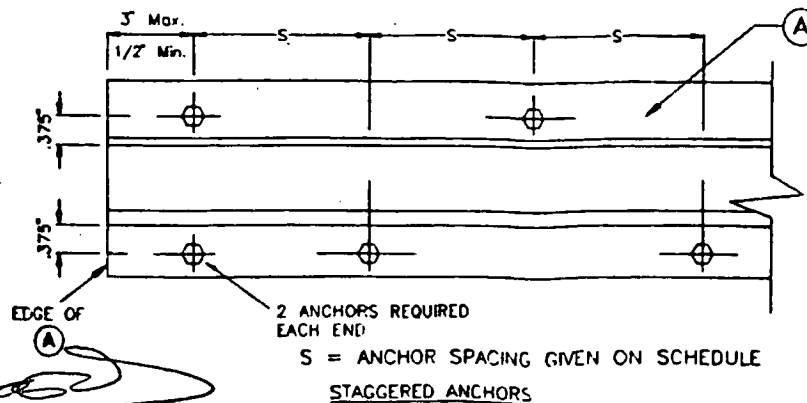 3" Max.
1/2" Min.
S
S
S
A
.375"
.375"
EDGE OF
A
2 ANCHORS REQUIRED
EACH END
S = ANCHOR SPACING GIVEN ON SCHEDULE
STAGGERED ANCHORS